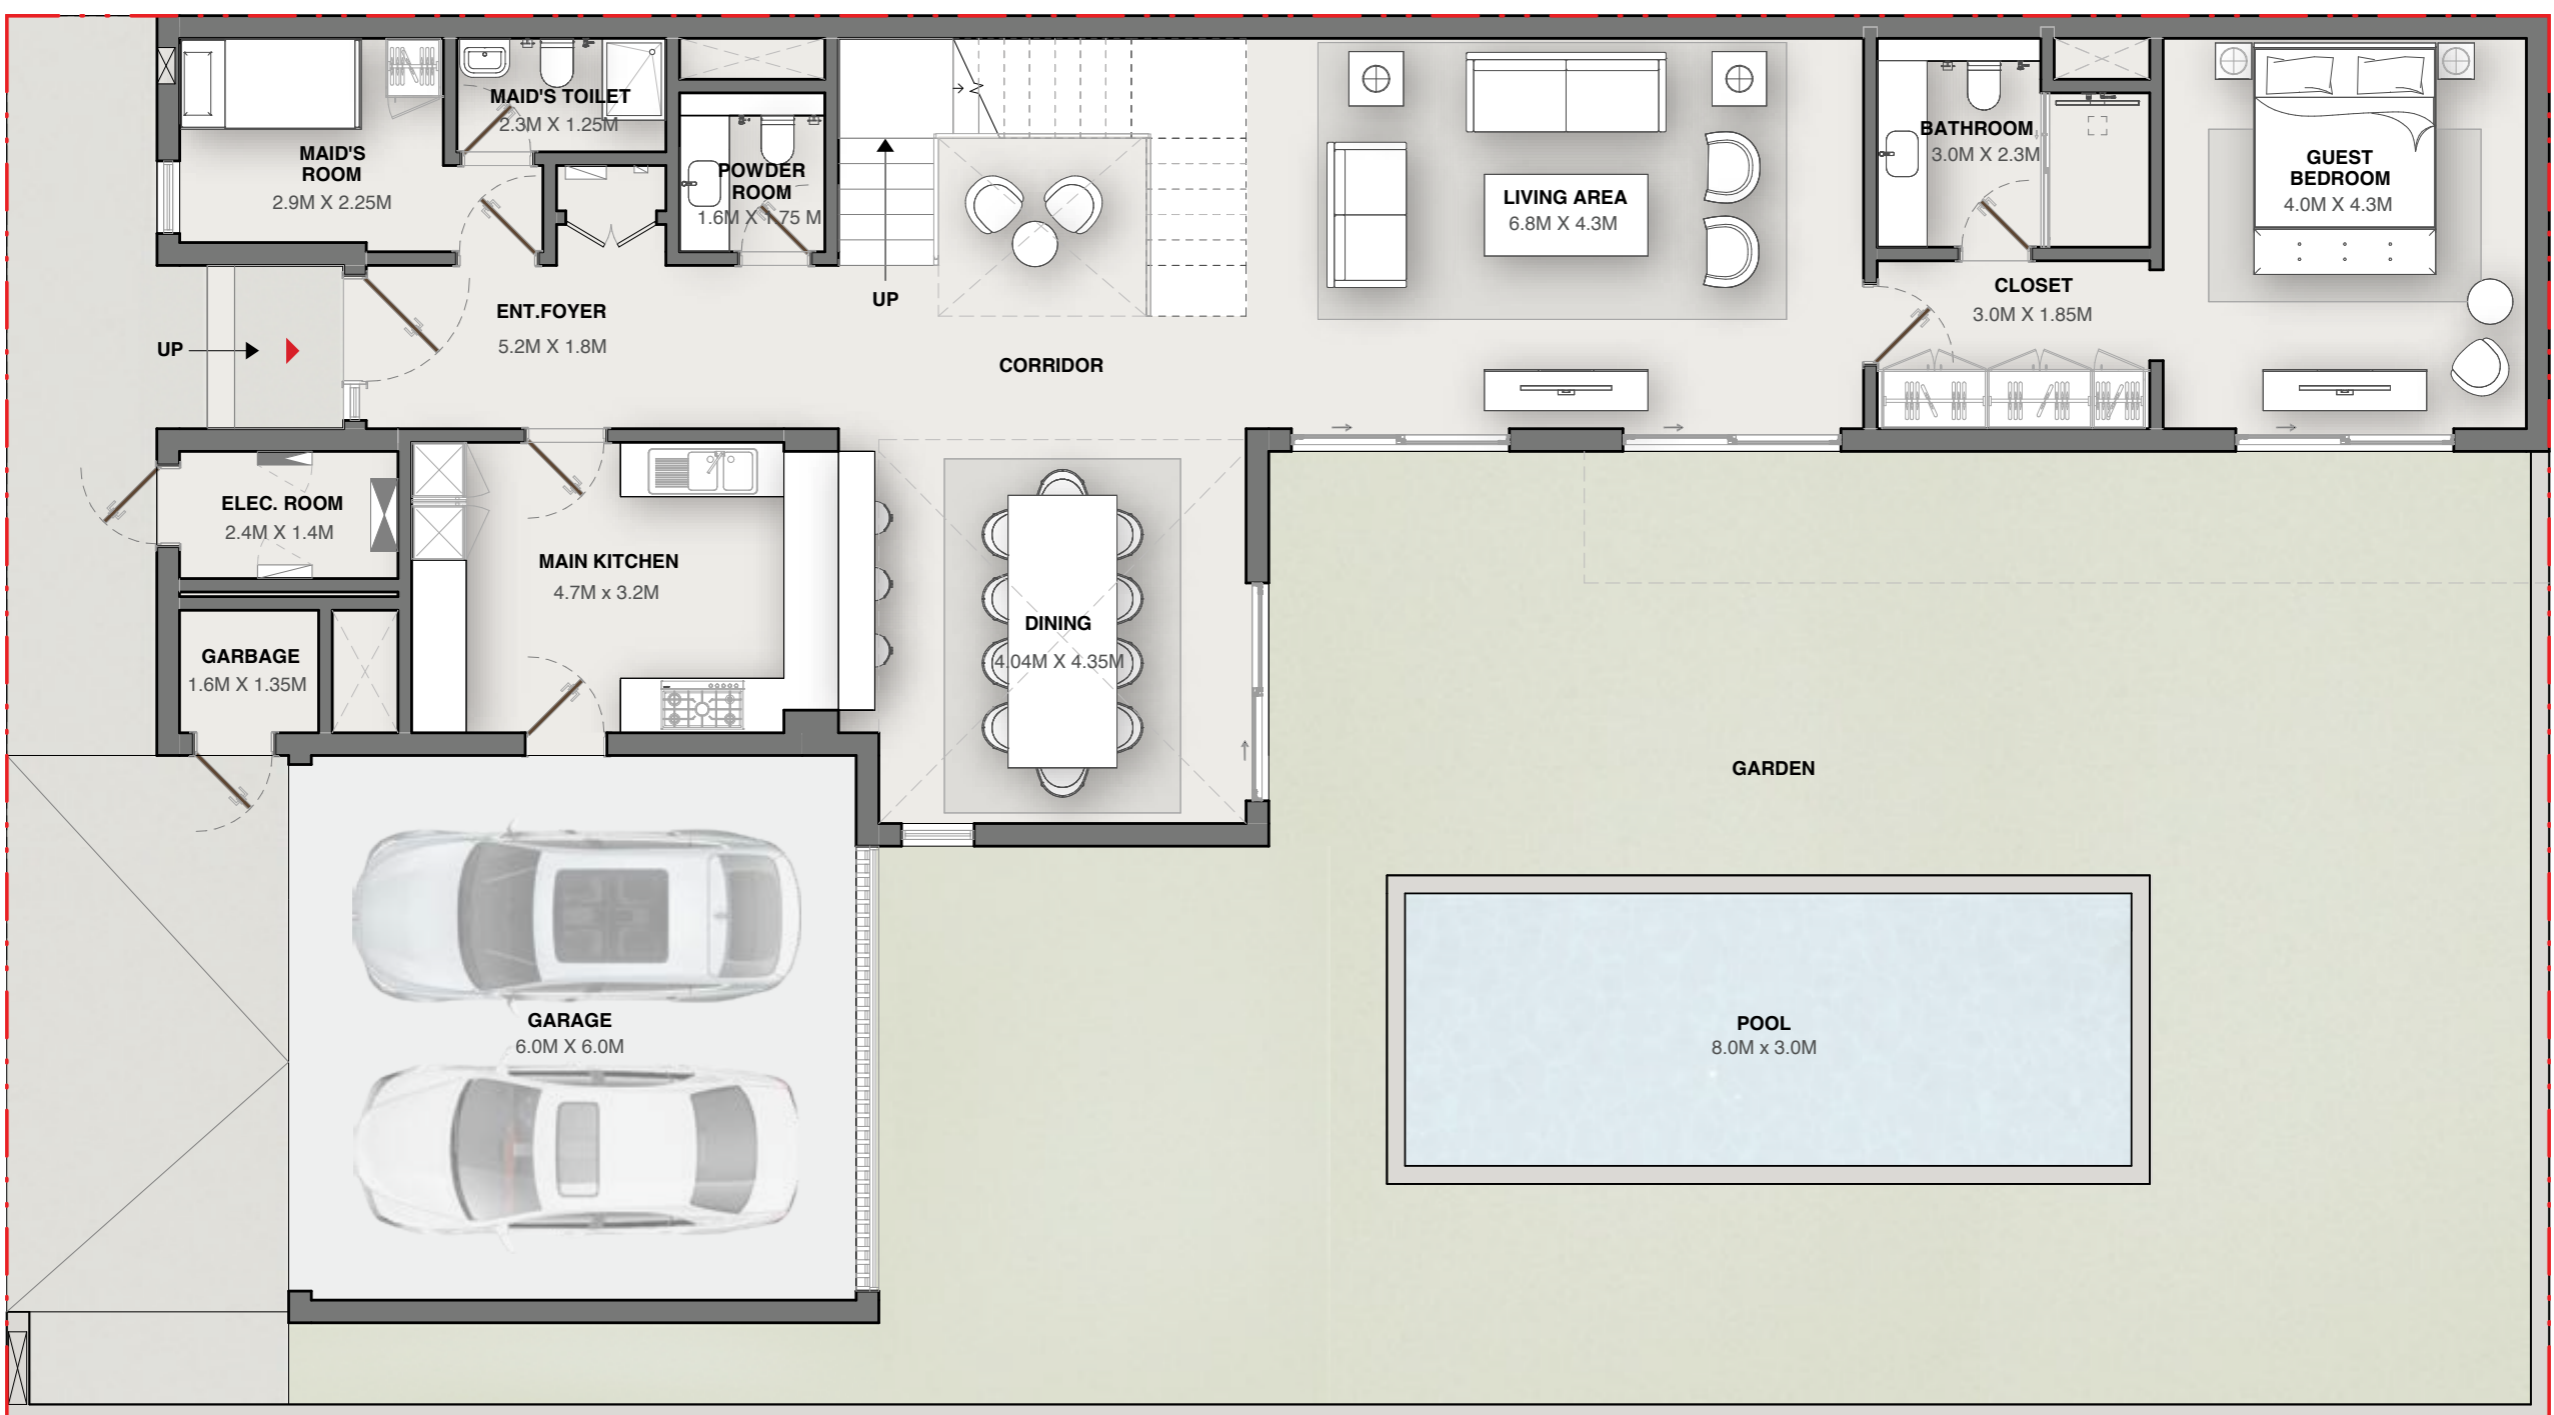 MAID'S TOILET
2.3M X 1.25M
MAID'S
ROOM
2.9M X 2.25M
POWDER
ROOM
1.6M X 1.75 M
LIVING AREA
6.8M X 4.3M
BATHROOM
3.0M X 2.3M
GUEST
BEDROOM
4.0M X 4.3M
CLOSET
3.0M X 1.85M
UP
ENT.FOYER
5.2M X 1.8M
UP
CORRIDOR
ELEC. ROOM
2.4M X 1.4M
MAIN KITCHEN
4.7M x 3.2M
DINING
4.04M X 4.35M
GARBAGE
1.6M X 1.35M
GARDEN
GARAGE
6.0M X 6.0M
POOL
8.0M x 3.0M